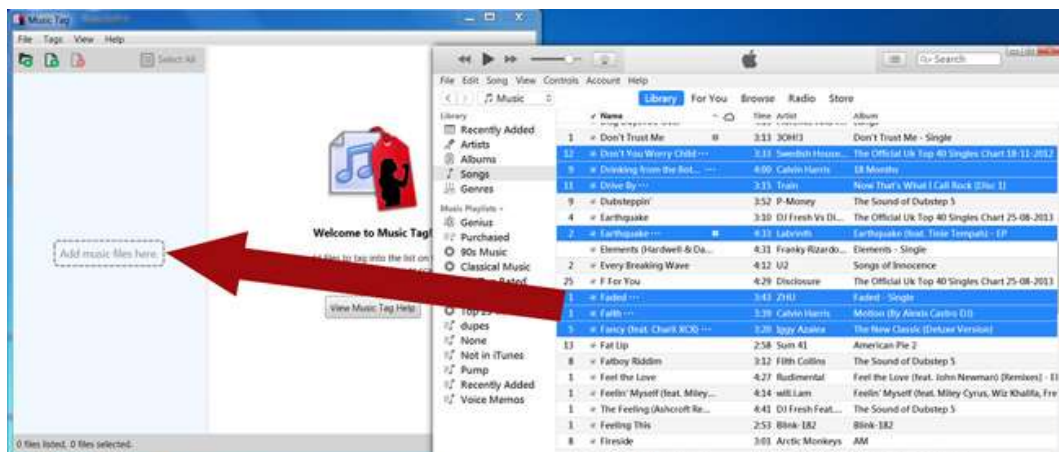 Music Tag
File Tags View Help
Select All
Add music files here.
Welcome to Music Tag!
files to tag into the list on
View Music Tag Help
0 files listed, 0 files selected.
Search
File Edit Song View Controls Account Help
Music
Library For You Browse Radio Store
Library
Recently Added
Artists
Albums
Songs
Genres
Music Playlists
Genius
Purchased
90s Music
Classical Music
Rated
Top 25
dupes
None
Not in iTunes
Pump
Recently Added
Voice Memos
Name Time Artist Album
1 Don't Trust Me 3:13 3OH!3 Don't Trust Me - Single
12 Don't You Worry Child ··· 3:33 Swedish House... The Official Uk Top 40 Singles Chart 18-11-2012
9 Drinking from the Bot... ··· 4:00 Calvin Harris 18 Months
11 Drive By ··· 3:15 Train Now That's What I Call Rock [Disc 1]
9 Dubsteppin' 3:52 P-Money The Sound of Dubstep 5
4 Earthquake 3:10 DJ Fresh Vs Di... The Official Uk Top 40 Singles Chart 25-08-2013
2 Earthquake ··· 4:33 Labrinth Earthquake (feat. Tinie Tempah) - EP
Elements (Hardwell & Da... 4:31 Franky Rizardo... Elements - Single
2 Every Breaking Wave 4:12 U2 Songs of Innocence
25 F For You 4:29 Disclosure The Official Uk Top 40 Singles Chart 25-08-2013
1 Faded ··· 3:43 ZHU Faded - Single
1 Faith ··· 3:39 Calvin Harris Motion (By Alexis Castro DJ)
5 Fancy (feat. Charli XCX) ··· 3:20 Iggy Azalea The New Classic (Deluxe Version)
13 Fat Lip 2:58 Sum 41 American Pie 2
8 Fatboy Riddim 3:12 Filth Collins The Sound of Dubstep 5
1 Feel the Love 4:27 Rudimental Feel the Love (feat. John Newman) [Remixes] - EI
1 Feelin' Myself (feat. Miley... 4:14 will.i.am Feelin' Myself (feat. Miley Cyrus, Wiz Khalifa, Fre
1 The Feeling (Ashcroft Re... 4:41 DJ Fresh Feat... The Sound of Dubstep 5
1 Feeling This 2:53 Blink-182 Blink-182
8 Fireside 3:01 Arctic Monkeys AM